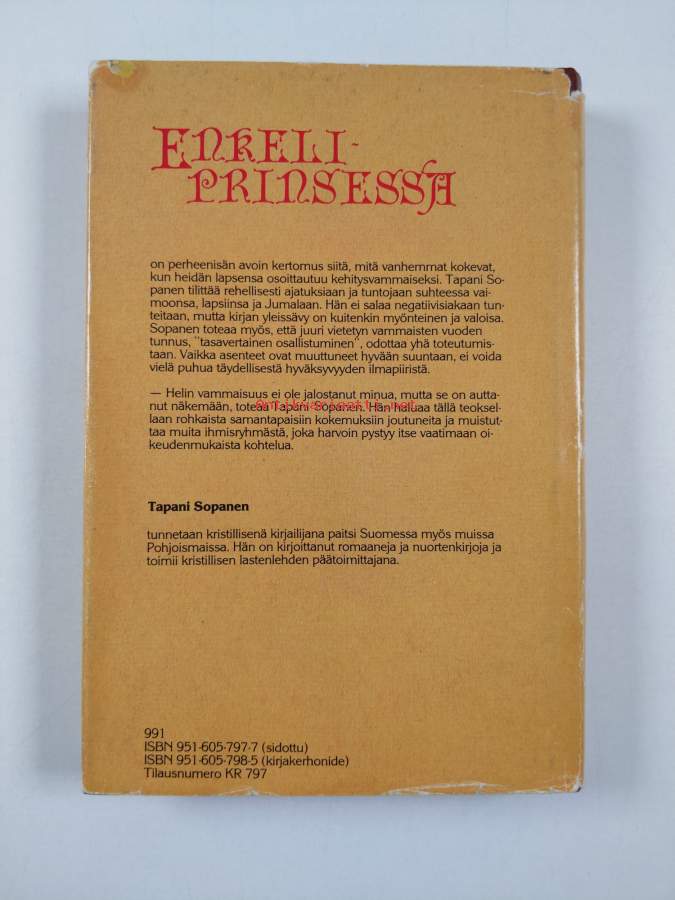 ENKELI-
PRINSESSA
on perheenisän avoin kertomus siitä, mitä vanhemmat kokevat,
kun heidän lapsensa osoittautuu kehitysvammaiseksi. Tapani So-
panen tilittää rehellisesti ajatuksiaan ja tuntojaan suhteessa vai-
moonsa, lapsiinsa ja Jumalaan. Hän ei salaa negatiivisiakaan tun-
teitaan, mutta kirjan yleissävy on kuitenkin myönteinen ja valoisa.
Sopanen toteaa myös, että juuri vietetyn vammaisten vuoden
tunnus, "tasavertainen osallistuminen", odottaa yhä toteutumis-
taan. Vaikka asenteet ovat muuttuneet hyvään suuntaan, ei voida
vielä puhua täydellisestä hyväksyvyyden ilmapiiristä.
— Helin vammaisuus ei ole jalostanut minua, mutta se on autta-
nut näkemään, toteaa Tapani Sopanen. Hän haluaa tällä teoksel-
antikvariaatti.net
laan rohkaista samantapaisiin kokemuksiin joutuneita ja muistut-
taa muita ihmisryhmästä, joka harvoin pystyy itse vaatimaan oi-
keudenmukaista kohtelua.
Tapani Sopanen
tunnetaan kristillisenä kirjailijana paitsi Suomessa myös muissa
Pohjoismaissa. Hän on kirjoittanut romaaneja ja nuortenkirjoja ja
toimii kristillisen lastenlehden päätoimittajana.
991
ISBN 951-605-797-7 (sidottu)
ISBN 951-605-798-5 (kirjakerhonide)
Tilausnumero KR 797